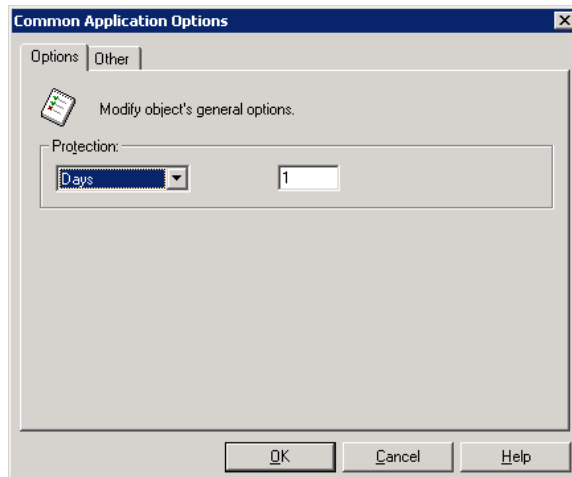 Common Application Options
Options Other
Modify object's general options.
Protection:
Days 1
OK Cancel Help